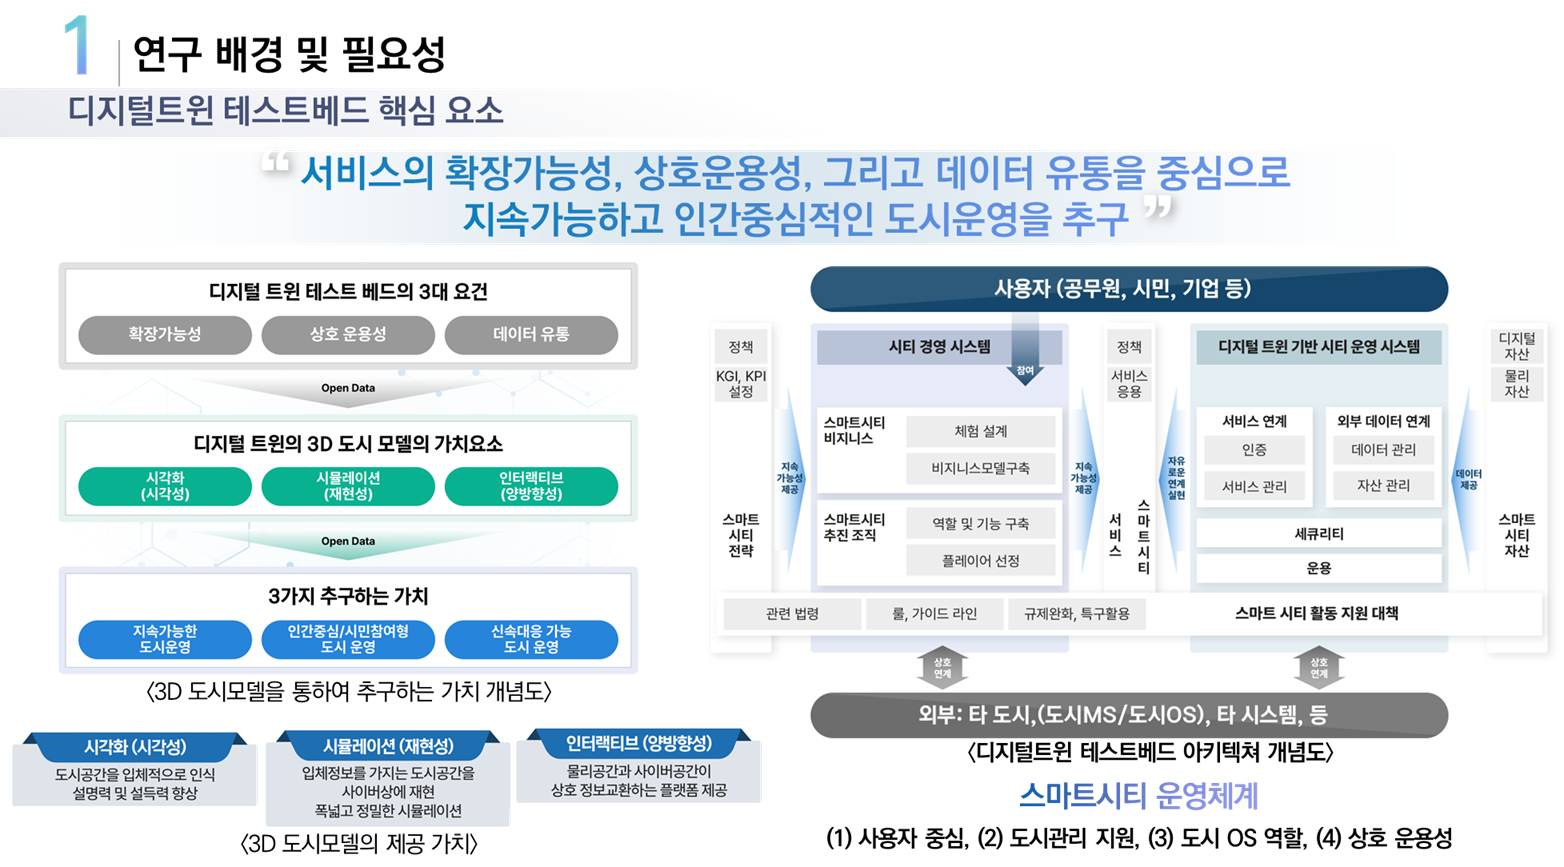 1
연구 배경 및 필요성
디지털트윈 테스트베드 핵심 요소
“ 서비스의 확장가능성, 상호운용성, 그리고 데이터 유통을 중심으로
지속가능하고 인간중심적인 도시운영을 추구 ”
디지털 트윈 테스트 베드의 3대 요건
확장가능성
상호 운용성
데이터 유통
Open Data
디지털 트윈의 3D 도시 모델의 가치요소
시각화
(시각성)
시뮬레이션
(재현성)
인터랙티브
(양방향성)
Open Data
3가지 추구하는 가치
지속가능한
도시운영
인간중심/시민참여형
도시 운영
신속대응 가능
도시 운영
<3D 도시모델을 통하여 추구하는 가치 개념도>
시각화 (시각성)
도시공간을 입체적으로 인식
설명력 및 설득력 향상
시뮬레이션 (재현성)
입체정보를 가지는 도시공간을
사이버상에 재현
폭넓고 정밀한 시뮬레이션
인터랙티브 (양방향성)
물리공간과 사이버공간이
상호 정보교환하는 플랫폼 제공
<3D 도시모델의 제공 가치>
사용자 (공무원, 시민, 기업 등)
정책
KGI, KPI
설정
스마트
시티
전략
지속
가능성
제공
시티 경영 시스템
참여
스마트시티
비지니스
체험 설계
비지니스모델구축
스마트시티
추진 조직
역할 및 기능 구축
플레이어 선정
지속
가능성
제공
정책
서비스
응용
스마트시티
서비스
자유
로운
연계
실현
디지털 트윈 기반 시티 운영 시스템
서비스 연계
인증
서비스 관리
외부 데이터 연계
데이터 관리
자산 관리
세큐리티
운용
데이터
제공
디지털
자산
물리
자산
스마트
시티
자산
관련 법령
룰, 가이드 라인
규제완화, 특구활용
스마트 시티 활동 지원 대책
상호
연계
상호
연계
외부: 타 도시,(도시MS/도시OS), 타 시스템, 등
<디지털트윈 테스트베드 아키텍쳐 개념도>
스마트시티 운영체계
(1) 사용자 중심, (2) 도시관리 지원, (3) 도시 OS 역할, (4) 상호 운용성